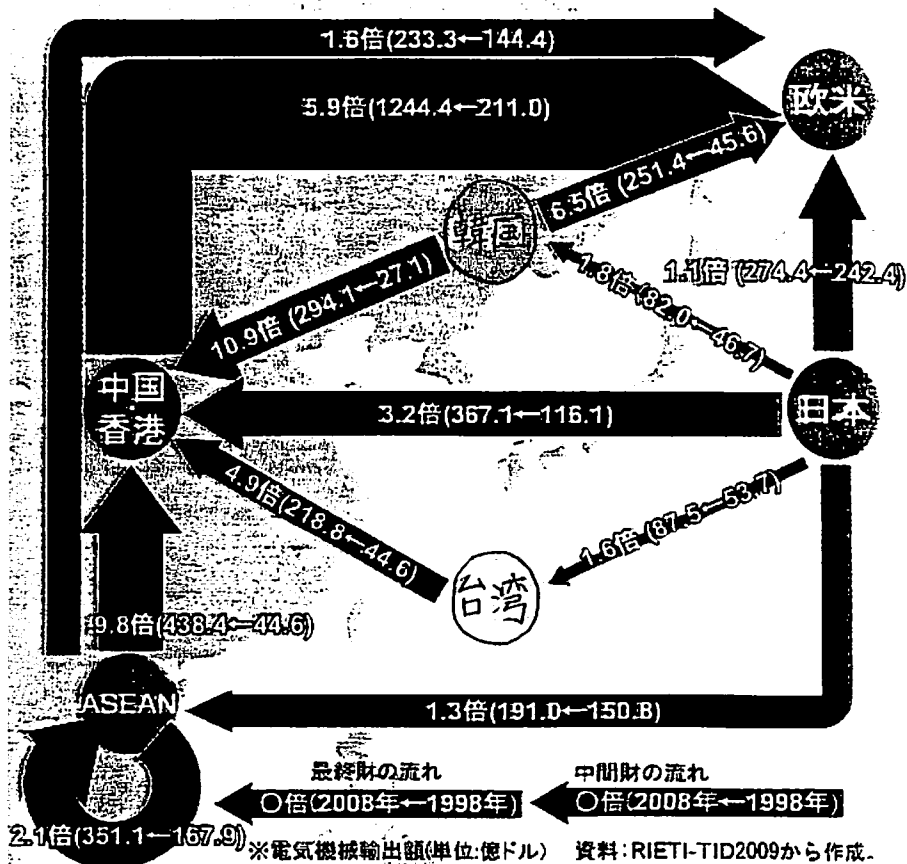 1.6倍(233.3←144.4)
5.9倍(1244.4←211.0)
欧米
6.5倍 (251.4←45.6)
韓国
1.8倍 (82.0←46.7)
1.1倍 (274.4←242.4)
10.9倍 (294.1←27.1)
中国
香港
3.2倍(367.1←116.1)
日本
4.9倍(218.8←44.6)
1.6倍 (87.5←53.7)
台湾
9.8倍(438.4←44.6)
ASEAN
1.3倍(191.0←150.8)
最終財の流れ
中間財の流れ
○倍(2008年←1998年)
○倍(2008年←1998年)
2.1倍(351.1←167.9)
※電気機械輸出額(単位:億ドル)
資料:RIETI-TID2009から作成。